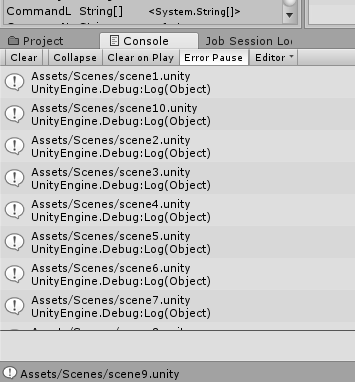 CommandL String[] <System.String[]>
Project Console Job Session Lo
Clear Collapse Clear on Play Error Pause Editor
Assets/Scenes/scene1.unity
UnityEngine.Debug:Log(Object)
Assets/Scenes/scene10.unity
UnityEngine.Debug:Log(Object)
Assets/Scenes/scene2.unity
UnityEngine.Debug:Log(Object)
Assets/Scenes/scene3.unity
UnityEngine.Debug:Log(Object)
Assets/Scenes/scene4.unity
UnityEngine.Debug:Log(Object)
Assets/Scenes/scene5.unity
UnityEngine.Debug:Log(Object)
Assets/Scenes/scene6.unity
UnityEngine.Debug:Log(Object)
Assets/Scenes/scene7.unity
UnityEngine.Debug:Log(Object)
Assets/Scenes/scene9.unity